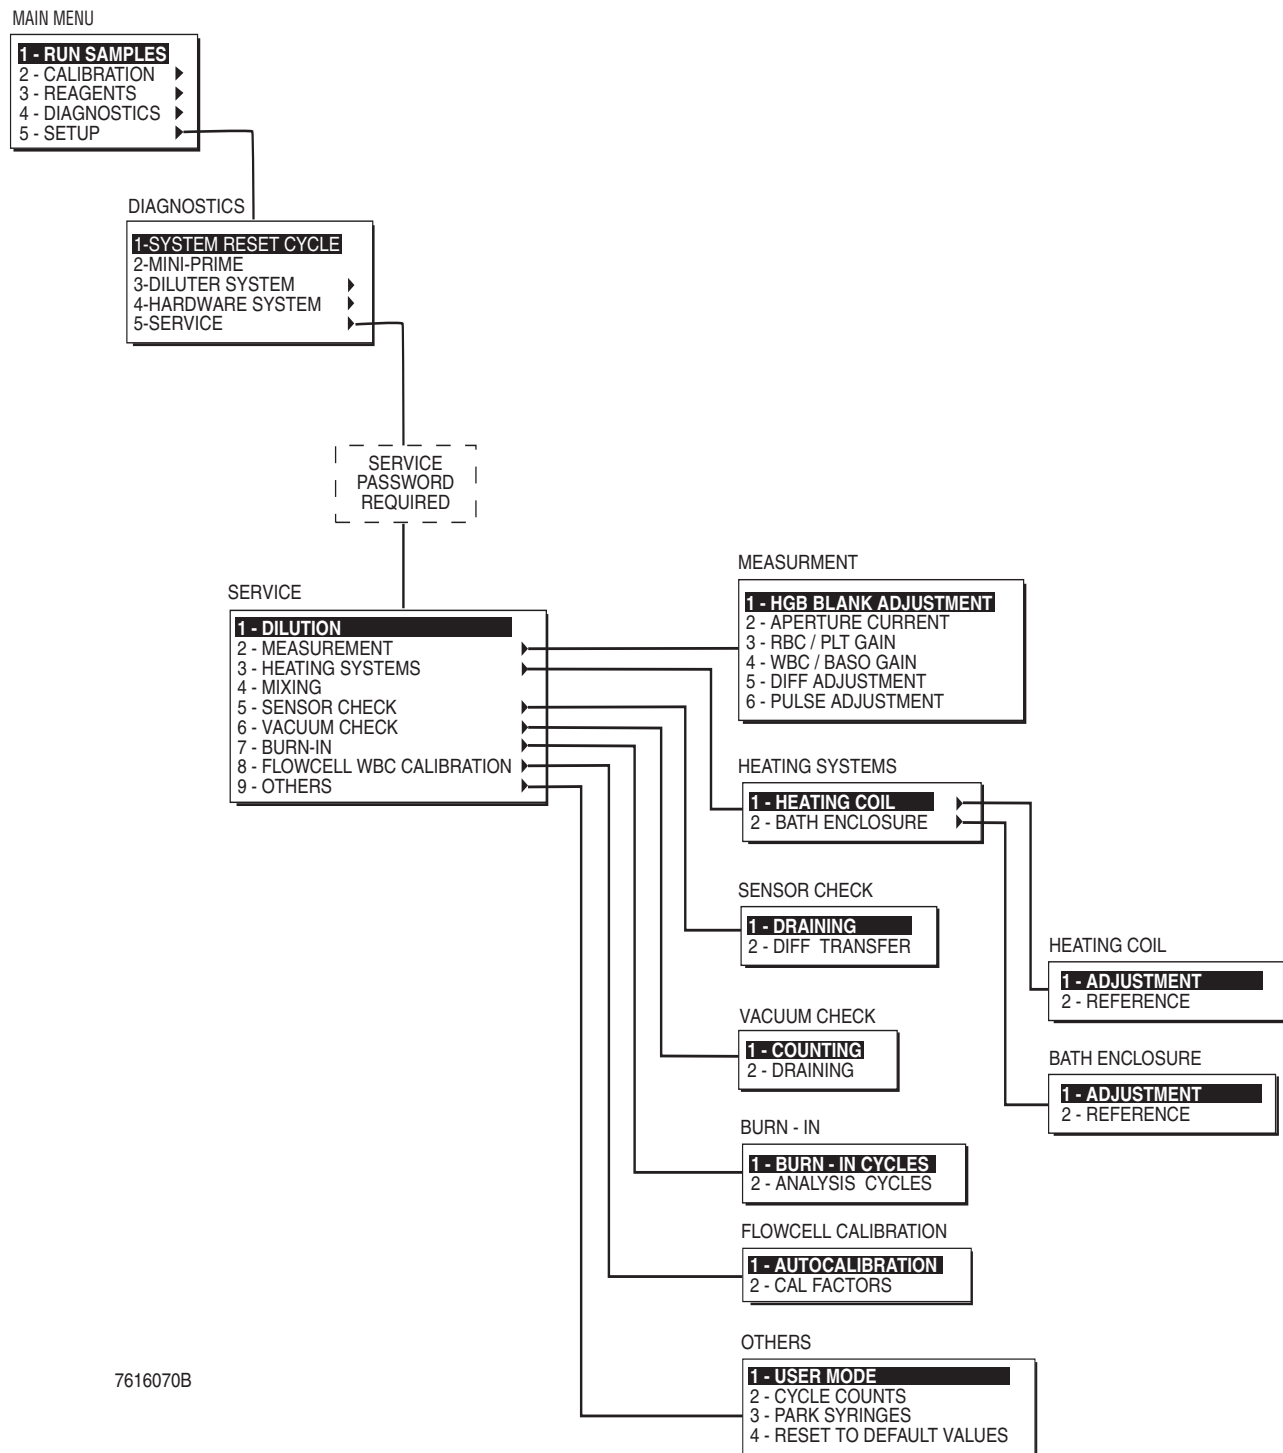 MAIN MENU
1 - RUN SAMPLES
2 - CALIBRATION
3 - REAGENTS
4 - DIAGNOSTICS
5 - SETUP
DIAGNOSTICS
1-SYSTEM RESET CYCLE
2-MINI-PRIME
3-DILUTER SYSTEM
4-HARDWARE SYSTEM
5-SERVICE
SERVICE
PASSWORD
REQUIRED
SERVICE
1 - DILUTION
2 - MEASUREMENT
3 - HEATING SYSTEMS
4 - MIXING
5 - SENSOR CHECK
6 - VACUUM CHECK
7 - BURN-IN
8 - FLOWCELL WBC CALIBRATION
9 - OTHERS
MEASURMENT
1 - HGB BLANK ADJUSTMENT
2 - APERTURE CURRENT
3 - RBC / PLT GAIN
4 - WBC / BASO GAIN
5 - DIFF ADJUSTMENT
6 - PULSE ADJUSTMENT
HEATING SYSTEMS
1 - HEATING COIL
2 - BATH ENCLOSURE
SENSOR CHECK
1 - DRAINING
2 - DIFF TRANSFER
HEATING COIL
1 - ADJUSTMENT
2 - REFERENCE
VACUUM CHECK
1 - COUNTING
2 - DRAINING
BATH ENCLOSURE
1 - ADJUSTMENT
2 - REFERENCE
BURN - IN
1 - BURN - IN CYCLES
2 - ANALYSIS CYCLES
FLOWCELL CALIBRATION
1 - AUTOCALIBRATION
2 - CAL FACTORS
OTHERS
1 - USER MODE
2 - CYCLE COUNTS
3 - PARK SYRINGES
4 - RESET TO DEFAULT VALUES
7616070B